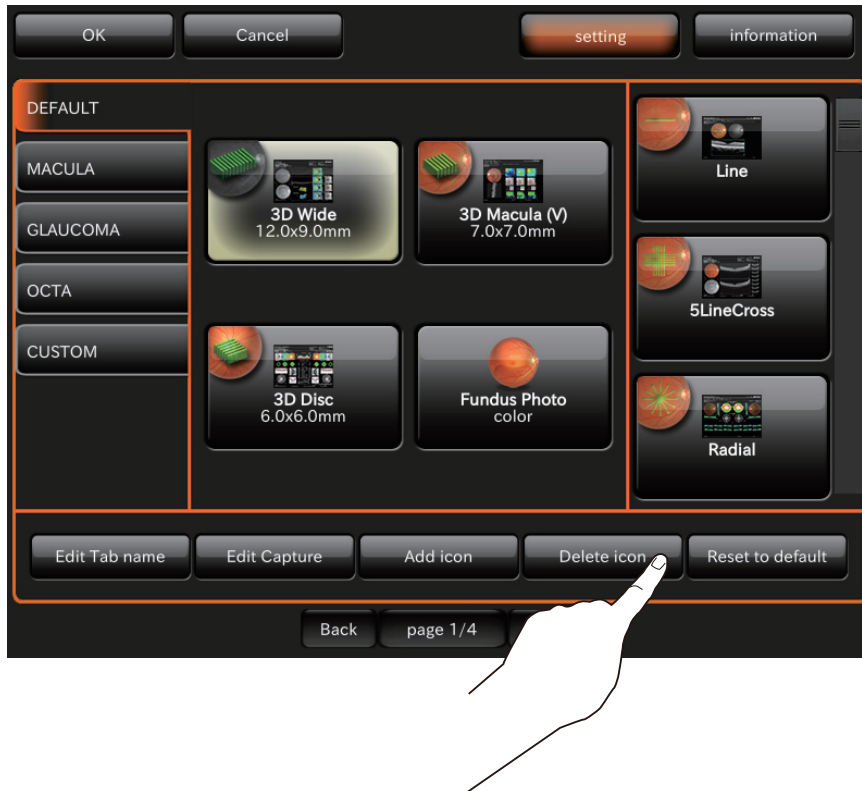 OK
Cancel
setting
information
DEFAULT
MACULA
GLAUCOMA
OCTA
CUSTOM
3D Wide
12.0x9.0mm
3D Macula (V)
7.0x7.0mm
3D Disc
6.0x6.0mm
Fundus Photo
color
Line
5LineCross
Radial
Edit Tab name
Edit Capture
Add icon
Delete icon
Reset to default
Back
page 1/4